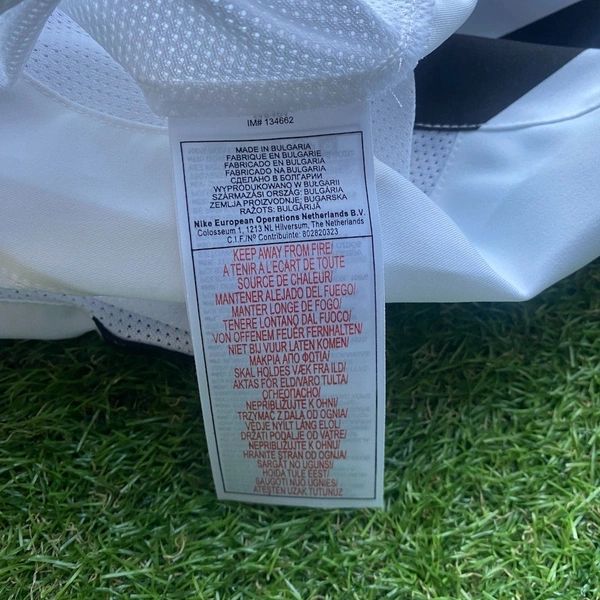 IM# 134662
MADE IN BULGARIA
FABRIQUE EN BULGARIE
FABRICADO EN BULGARIA
FABRICADO NA BULGARIA
СДЕЛАНО В БОЛГАРИИ
WYPRODUKOWANO W BUŁGARII
SZÁRMAZÁSI ORSZÁG: BULGÁRIA
ZEMLJA PROIZVODNJE: BUGARSKA
RAŽOTS: BULGĀRIJĀ
Nike European Operations Netherlands B.V.
Colosseum 1, 1213 NL Hilversum, The Netherlands
C.I.F./Nº Contribuinte: 802820323
KEEP AWAY FROM FIRE/
A TENIR A L'ECART DE TOUTE
SOURCE DE CHALEUR/
MANTENER ALEJADO DEL FUEGO/
MANTER LONGE DE FOGO/
TENERE LONTANO DAL FUOCO/
VON OFFENEM FEUER FERNHALTEN/
NIET BIJ VUUR LATEN KOMEN/
ΜΑΚΡΙΑ ΑΠΟ ΦΩΤΙΑ/
SKAL HOLDES VÆK FRA ILD/
AKTAS FÖR ELD/VARO TULTA/
ОГНЕОПАСНО/
NEPŘIBLIŽUJTE K OHNI/
TRZYMAĆ Z DALA OD OGNIA/
VÉDJE NYÍLT LÁNG ELŐL/
DRŽATI PODALJE OD VATRE/
NEPRIBLIŽUJTE K OHŇU/
HRANITE STRAN OD OGNJA/
SARGĀT NO UGUNS/
HOIDA TULE EEST/
SAUGOTI NUO UGNIES/
ATEŞTEN UZAK TUTUNUZ